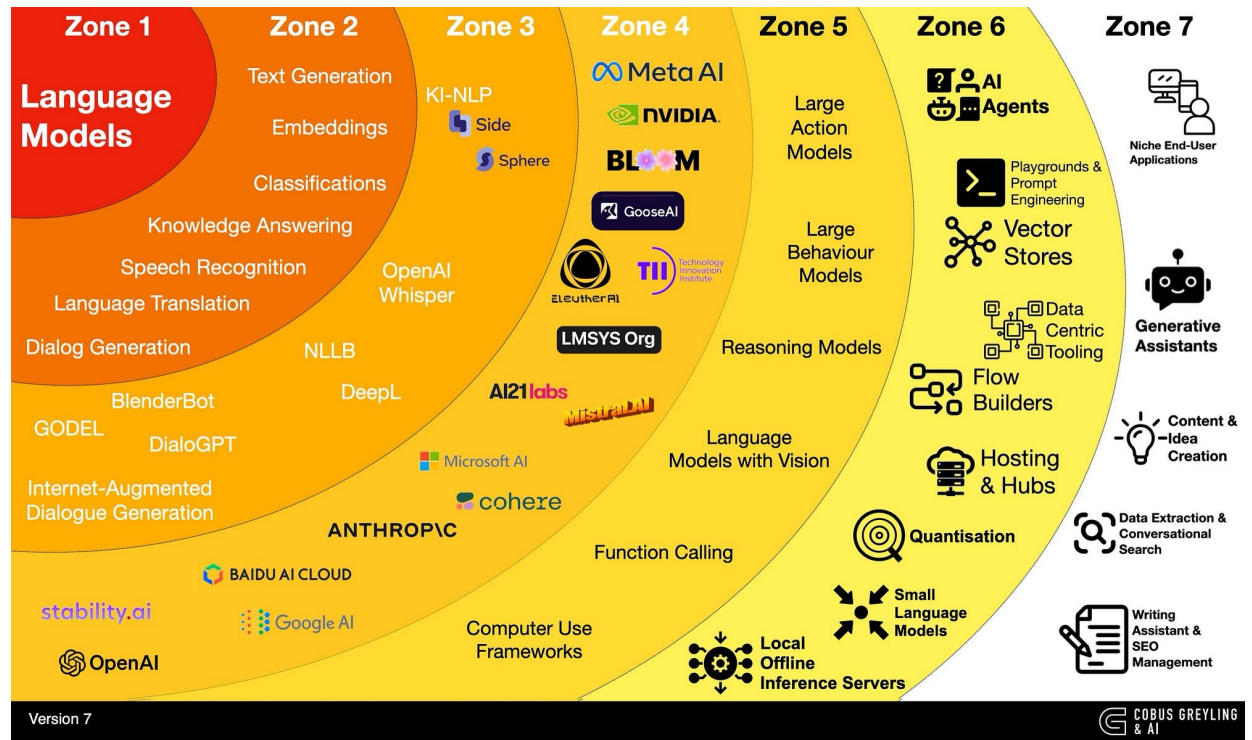 Zone 1
Zone 2
Zone 3
Zone 4
Zone 5
Zone 6
Zone 7
Language
Models
Text Generation
Embeddings
Classifications
Knowledge Answering
Speech Recognition
Language Translation
Dialog Generation
KI-NLP
Side
Sphere
OpenAI
Whisper
NLLB
DeepL
BlenderBot
GODEL
DialoGPT
Internet-Augmented
Dialogue Generation
Meta AI
NVIDIA.
BLOOM
GooseAI
EleutherAI
TII
Technology
Innovation
Institute
LMSYS Org
AI21labs
Mistral.AI
Microsoft AI
cohere
ANTHROP\C
BAIDU AI CLOUD
stability.ai
Google AI
OpenAI
Large
Action
Models
Large
Behaviour
Models
Reasoning Models
Language
Models with Vision
Function Calling
Computer Use
Frameworks
AI
Agents
Playgrounds &
Prompt
Engineering
Vector
Stores
Data
Centric
Tooling
Flow
Builders
Hosting
& Hubs
Quantisation
Small
Language
Models
Local
Offline
Inference Servers
Niche End-User
Applications
Generative
Assistants
Content &
Idea
Creation
Data Extraction &
Conversational
Search
Writing
Assistant &
SEO
Management
Version 7
COBUS GREYLING
& AI